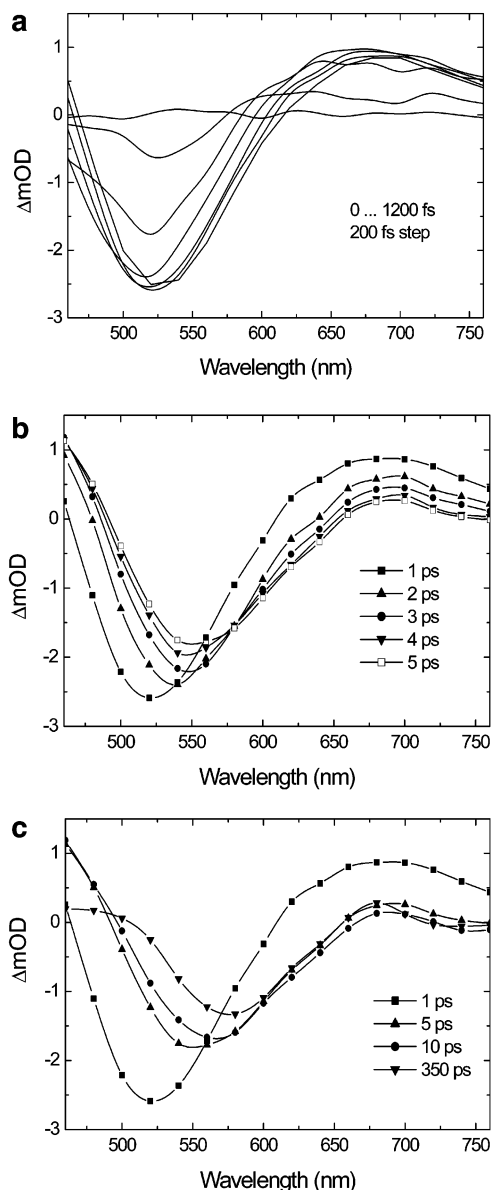 a
1
0
-1
-2
-3
ΔmOD
0 ... 1200 fs
200 fs step
500 550 600 650 700 750
Wavelength (nm)
b
1
0
-1
-2
-3
ΔmOD
1 ps
2 ps
3 ps
4 ps
5 ps
500 550 600 650 700 750
Wavelength (nm)
c
1
0
-1
-2
-3
ΔmOD
1 ps
5 ps
10 ps
350 ps
500 550 600 650 700 750
Wavelength (nm)